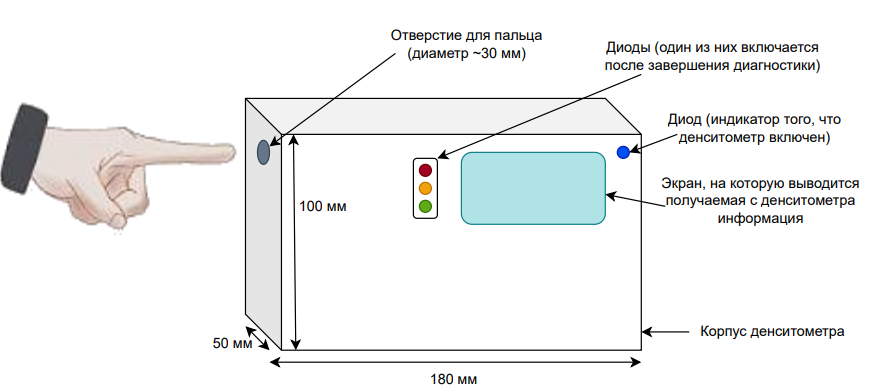 Отверстие для пальца
(диаметр ~30 мм)
Диоды (один из них включается
после завершения диагностики)
Диод (индикатор того, что
денситометр включен)
Экран, на которую выводится
получаемая с денситометра
информация
100 мм
Корпус денситометра
50 мм
180 мм